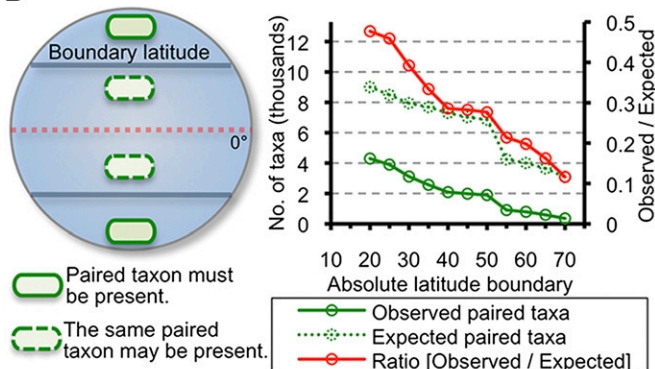 Boundary latitude
0°
Paired taxon must
be present.
The same paired
taxon may be present.
No. of taxa (thousands)
12
10
8
6
4
2
0
0.5
0.4
0.3
0.2
0.1
0
Observed / Expected
10 20 30 40 50 60 70
Absolute latitude boundary
Observed paired taxa
Expected paired taxa
Ratio [Observed / Expected]